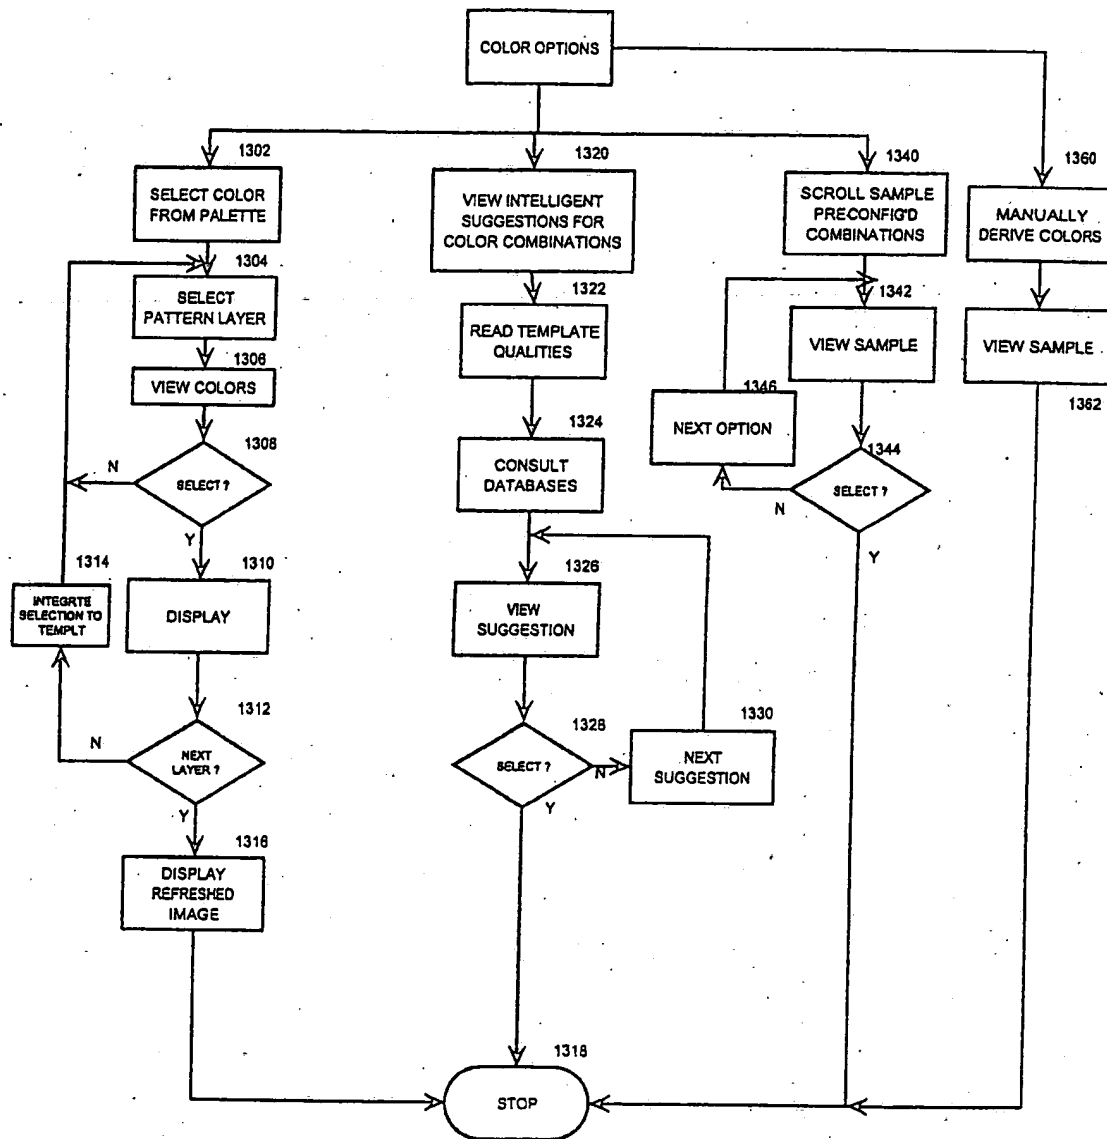 COLOR OPTIONS
1302
SELECT COLOR
FROM PALETTE
1304
SELECT
PATTERN LAYER
1306
VIEW COLORS
1308
SELECT ?
N
Y
1310
DISPLAY
1314
INTEGRTE
SELECTION TO
TEMPLT
1312
NEXT
LAYER ?
N
Y
1316
DISPLAY
REFRESHED
IMAGE
1320
VIEW INTELLIGENT
SUGGESTIONS FOR
COLOR COMBINATIONS
1322
READ TEMPLATE
QUALITIES
1324
CONSULT
DATABASES
1326
VIEW
SUGGESTION
1328
SELECT ?
N
Y
1330
NEXT
SUGGESTION
1340
SCROLL SAMPLE
PRECONFIG'D
COMBINATIONS
1342
VIEW SAMPLE
1344
SELECT ?
N
Y
1346
NEXT OPTION
1360
MANUALLY
DERIVE COLORS
VIEW SAMPLE
1362
1318
STOP